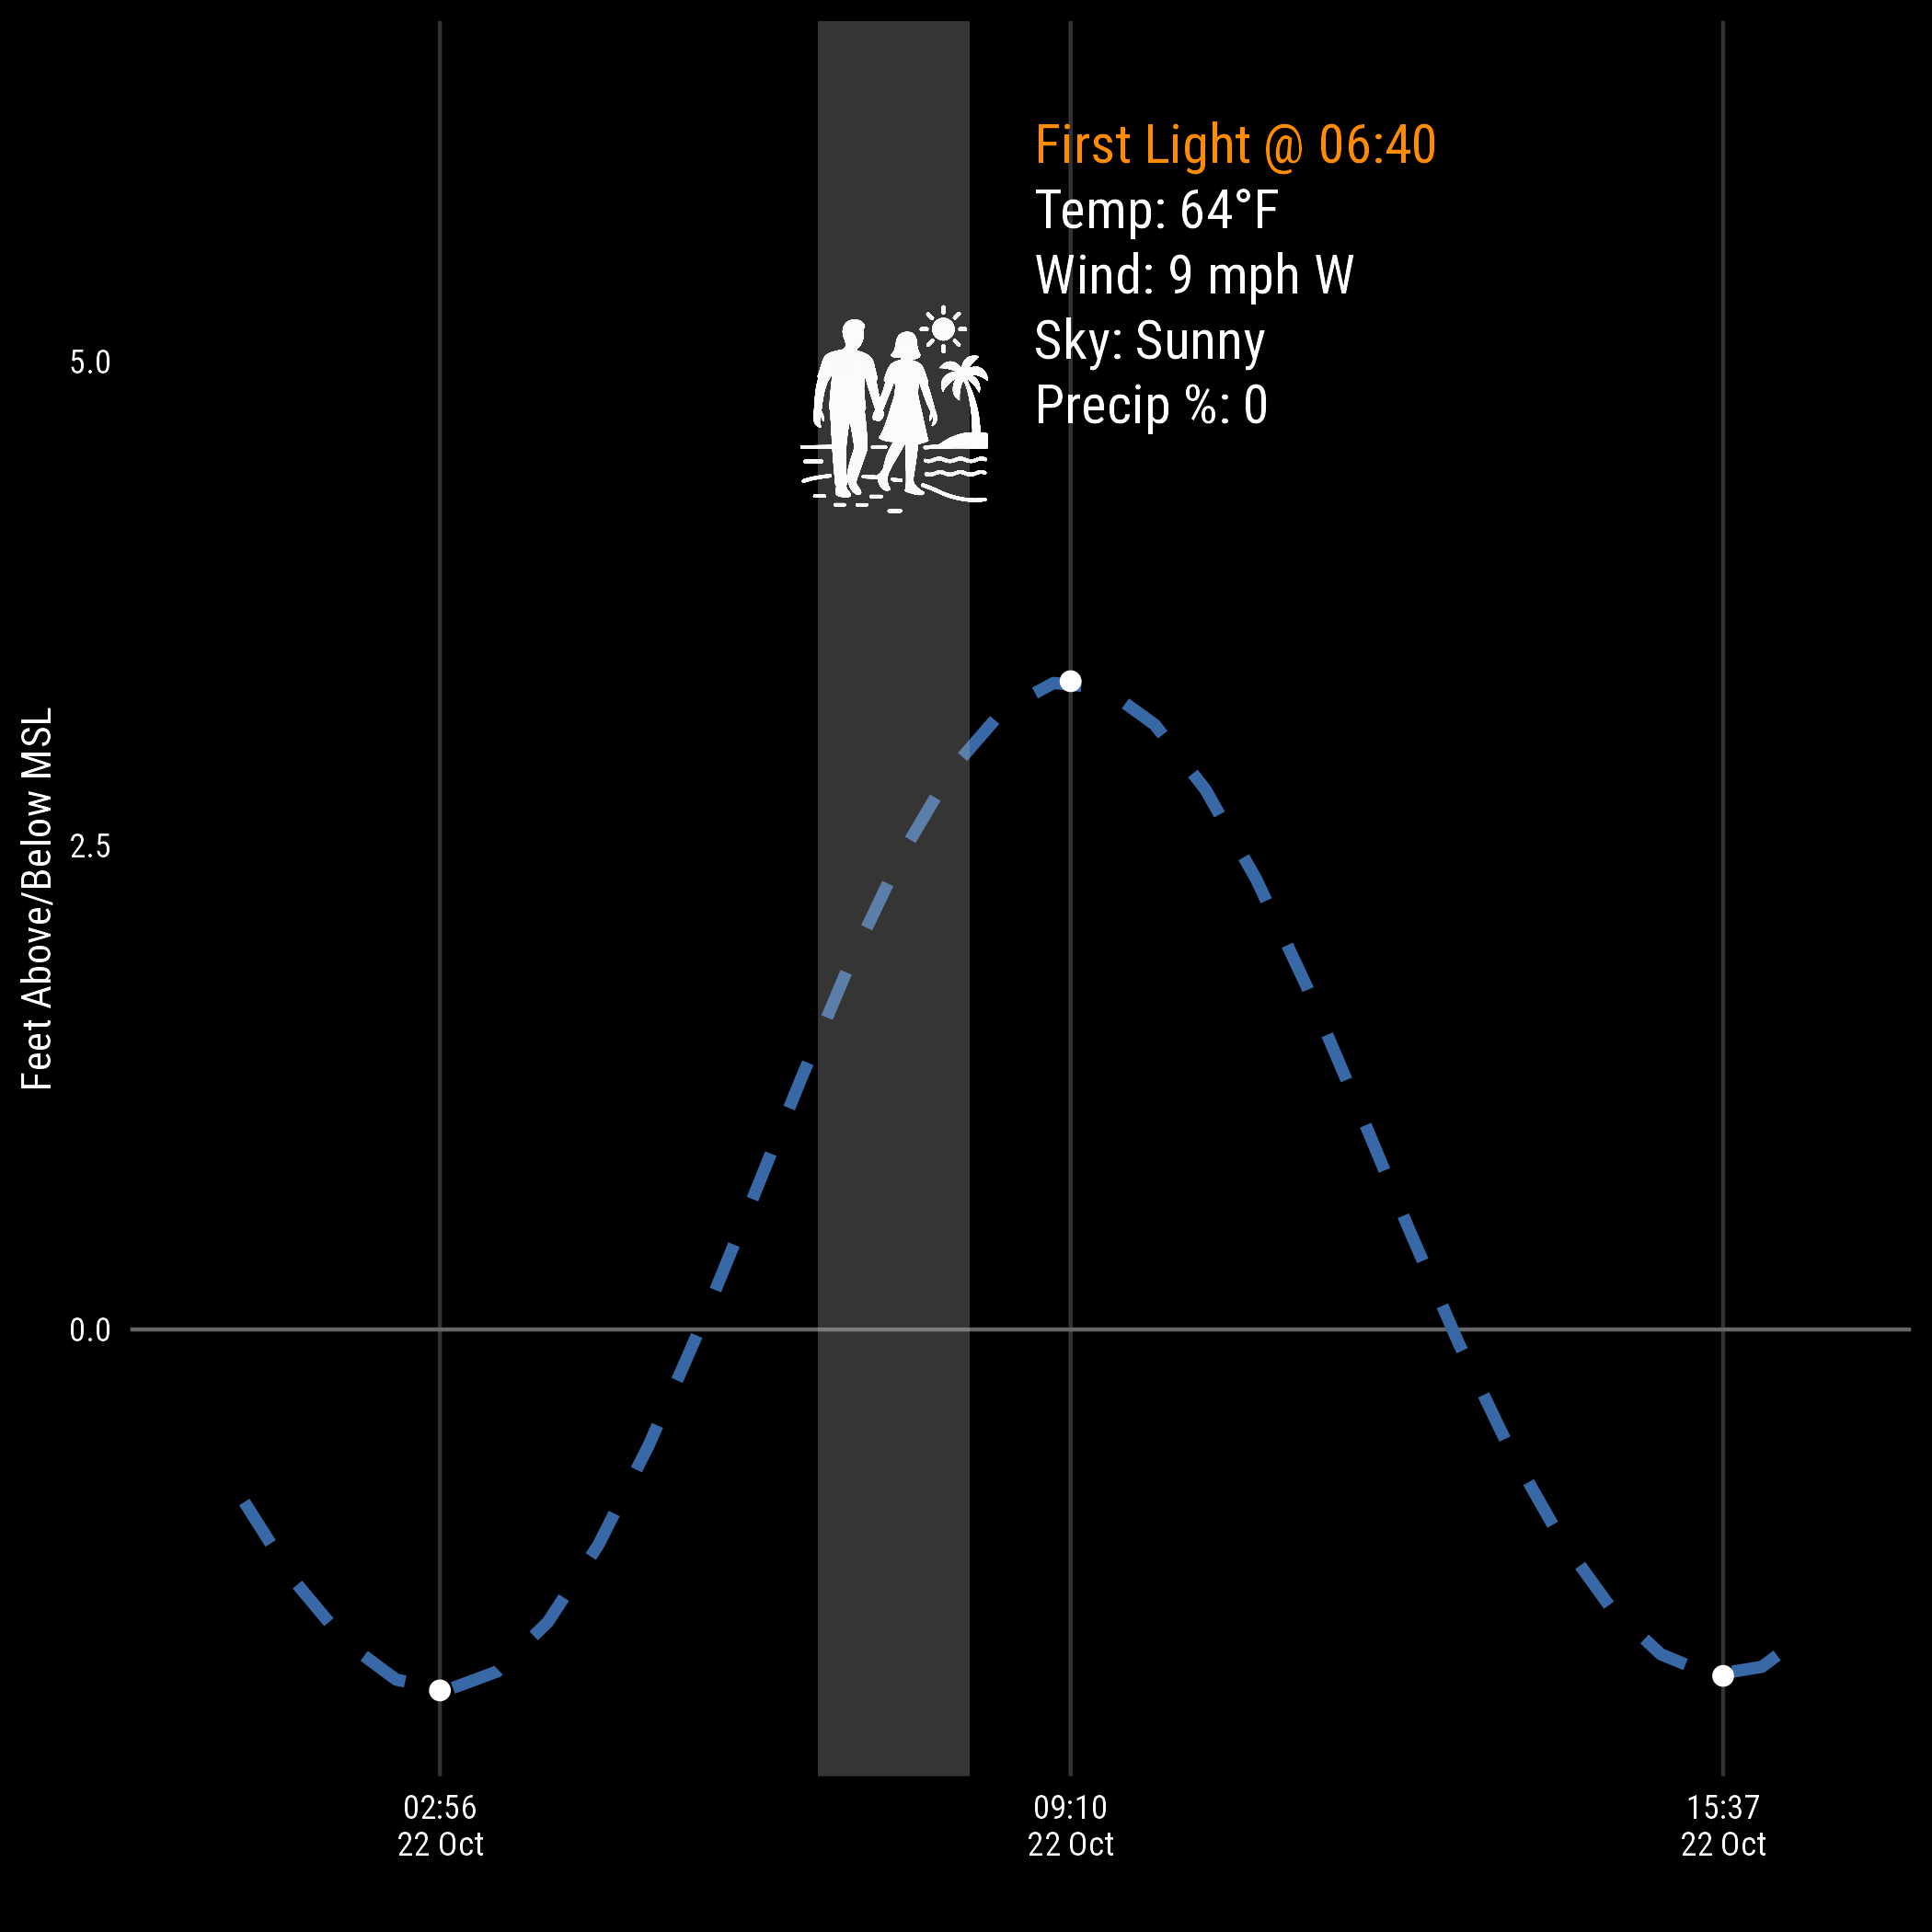 First Light @ 06:40
Temp: 64°F
Wind: 9 mph W
Sky: Sunny
Precip %: 0
Feet Above/Below MSL
5.0
2.5
0.0
02:56
22 Oct
09:10
22 Oct
15:37
22 Oct